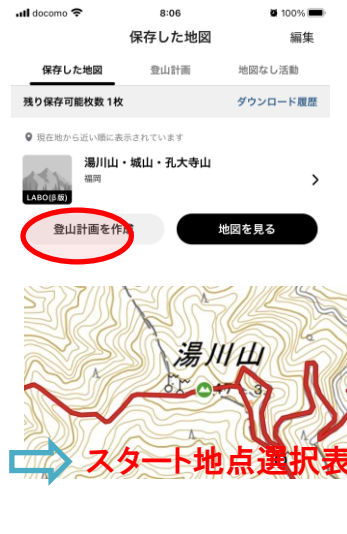 docomo 8:06 100%
保存した地図 編集
保存した地図 登山計画 地図なし活動
残り保存可能枚数 1枚 ダウンロード履歴
現在地から近い順に表示されています
湯川山・城山・孔大寺山
福岡
LABO(β版)
登山計画を作成 地図を見る
湯川山
スタート地点選択表